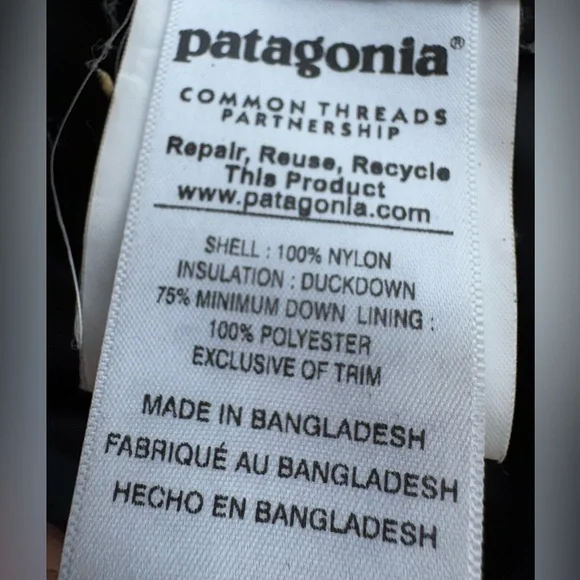 patagonia®
COMMON THREADS
PARTNERSHIP
Repair, Reuse, Recycle
This Product
www.patagonia.com
SHELL : 100% NYLON
INSULATION : DUCKDOWN
75% MINIMUM DOWN LINING :
100% POLYESTER
EXCLUSIVE OF TRIM
MADE IN BANGLADESH
FABRIQUÉ AU BANGLADESH
HECHO EN BANGLADESH